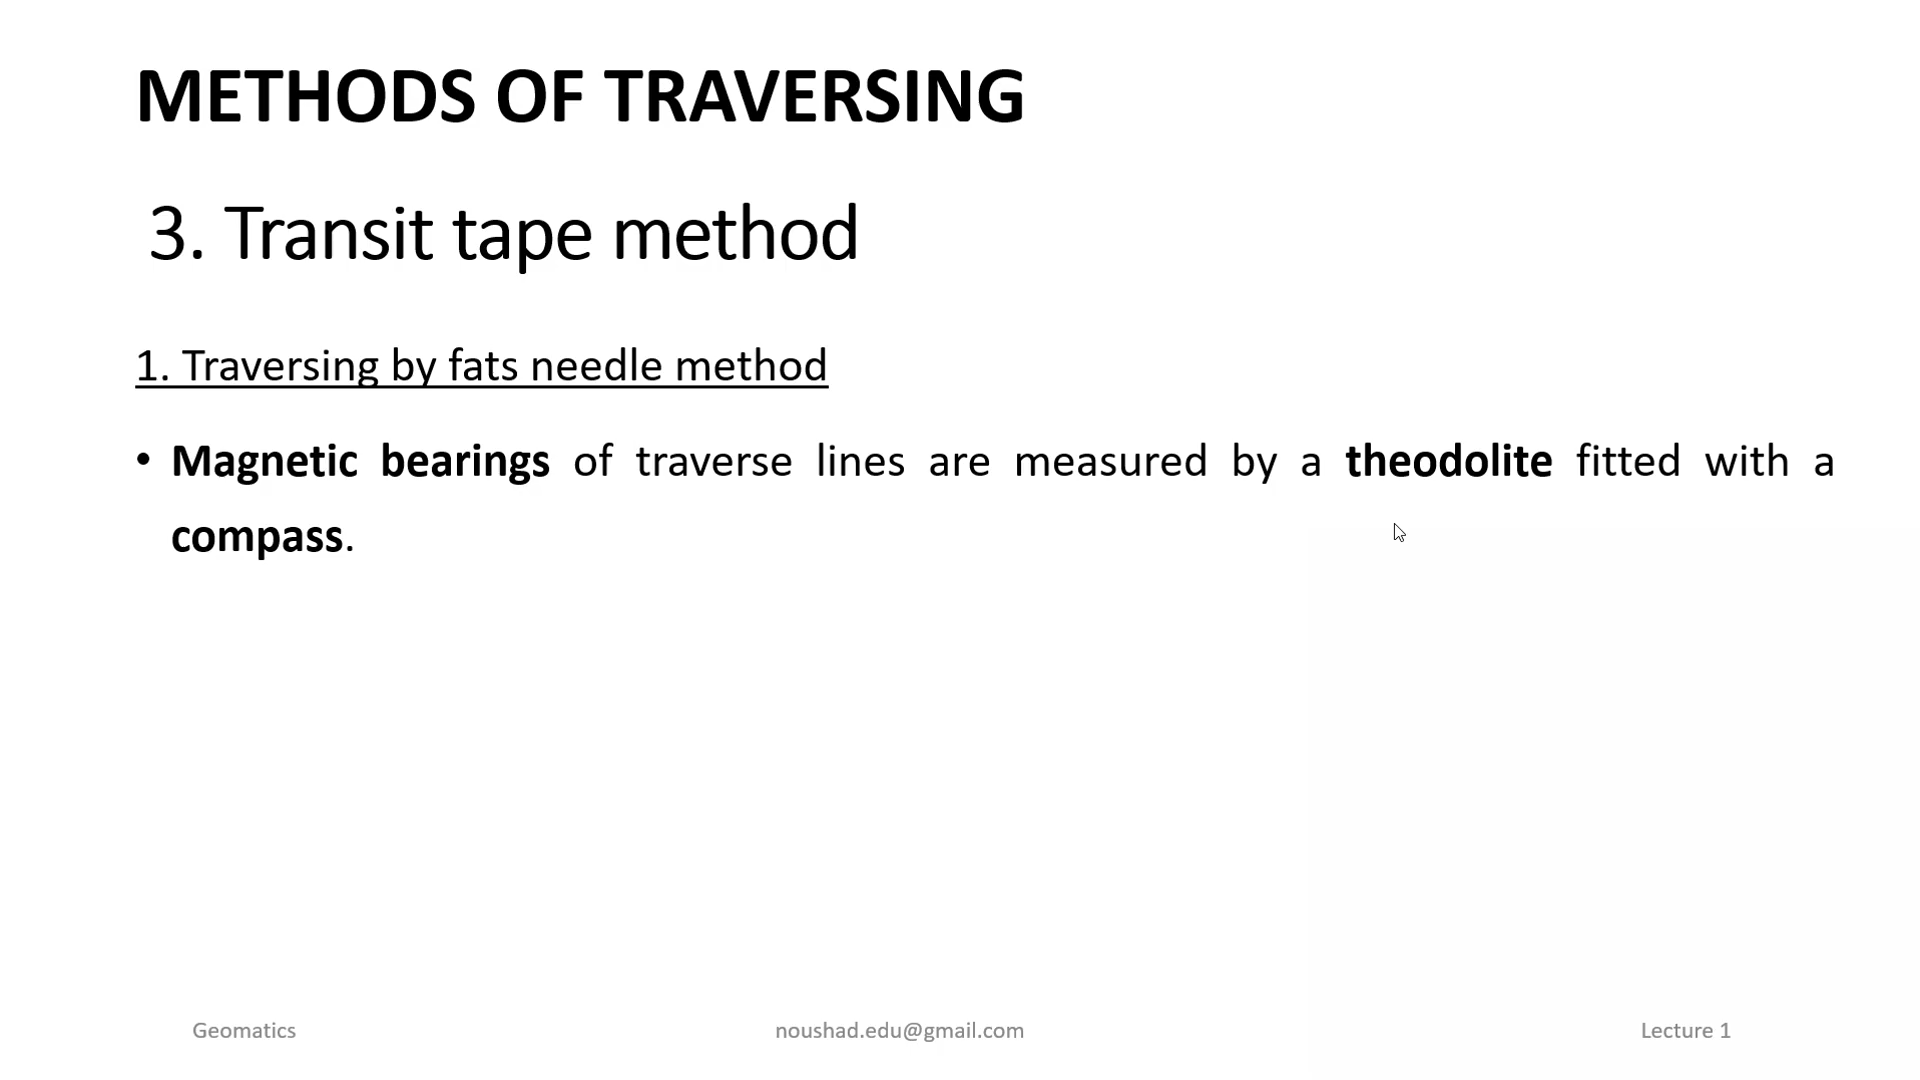 METHODS OF TRAVERSING
3. Transit tape method
1. Traversing by fats needle method
• Magnetic bearings of traverse lines are measured by a theodolite fitted with a
compass.
Geomatics noushad.edu@gmail.com Lecture 1